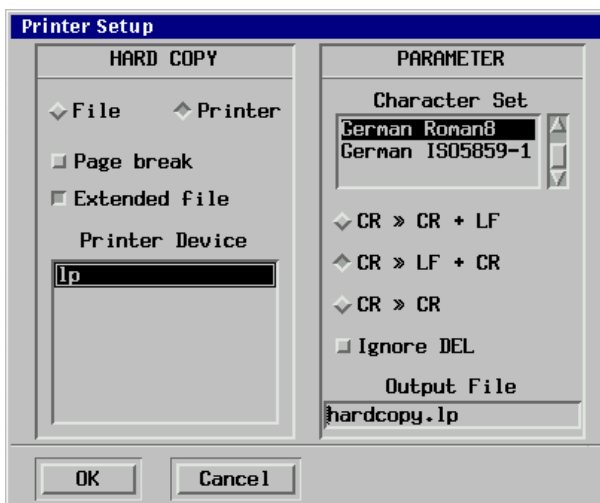 Printer Setup
HARD COPY
File Printer
Page break
Extended file
Printer Device
lp
PARAMETER
Character Set
German Roman8
German ISO5859-1
CR » CR + LF
CR » LF + CR
CR » CR
Ignore DEL
Output File
hardcopy.lp
OK Cancel